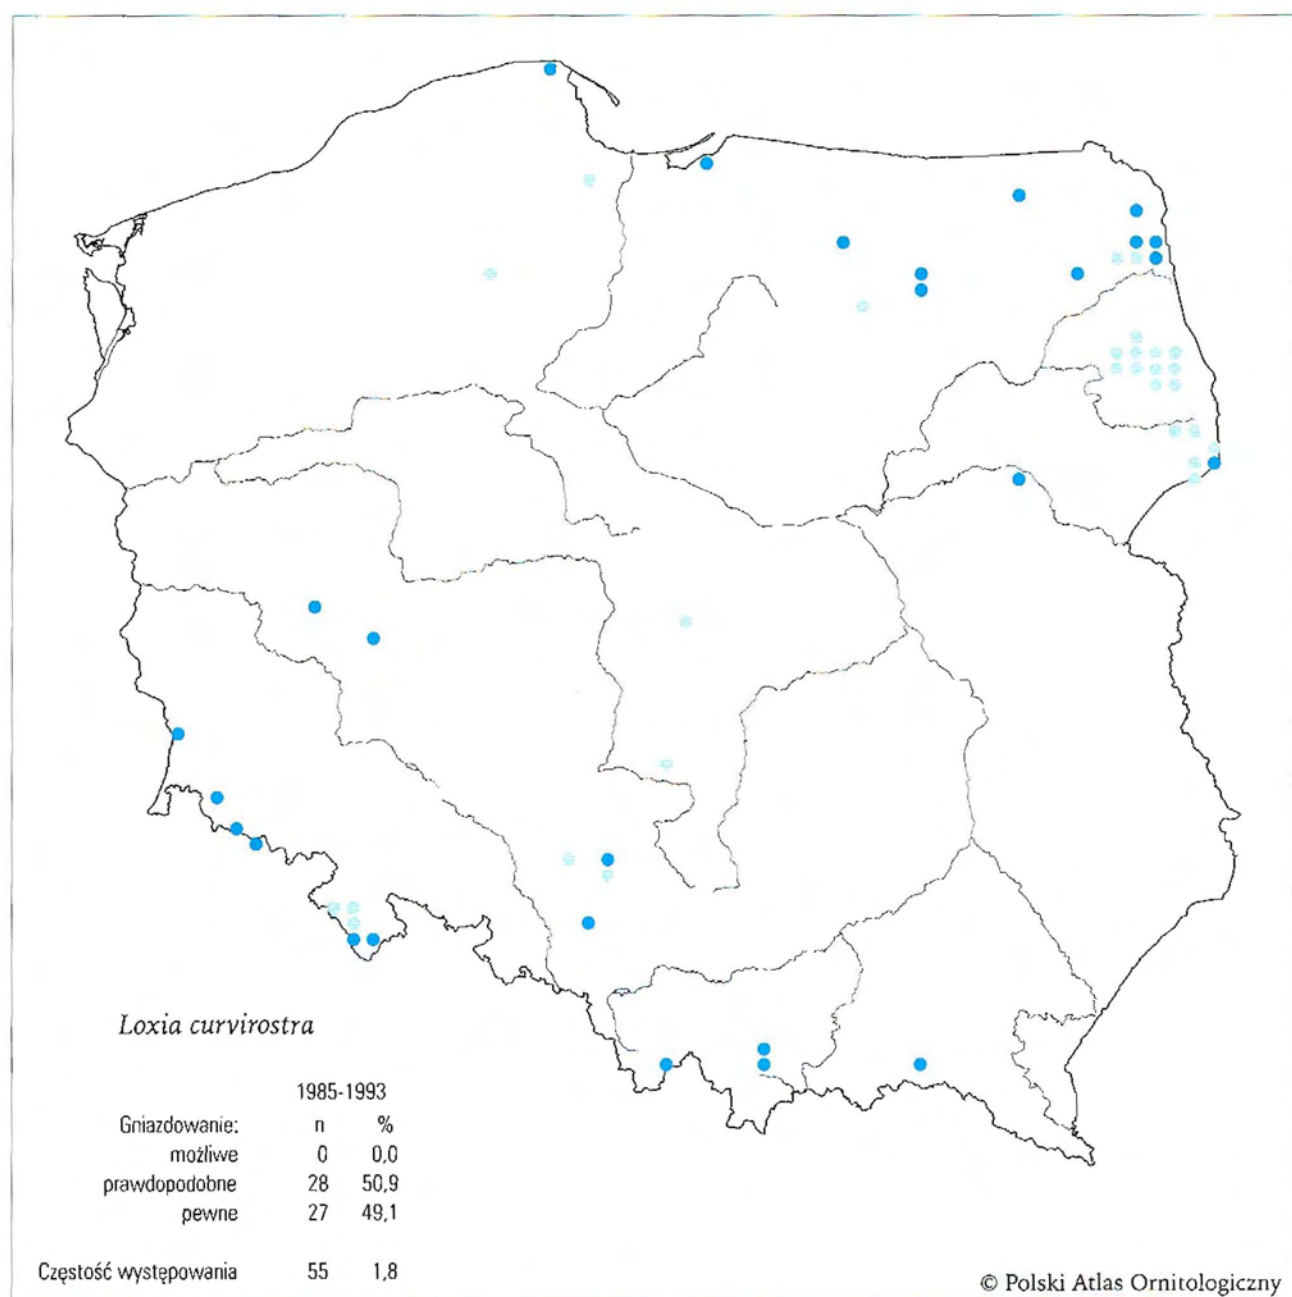 Loxia curvirostra
1985-1993
Gniazdowanie: n %
możliwe 0 0,0
prawdopodobne 28 50,9
pewne 27 49,1
Częstość występowania 55 1,8
© Polski Atlas Ornitologiczny